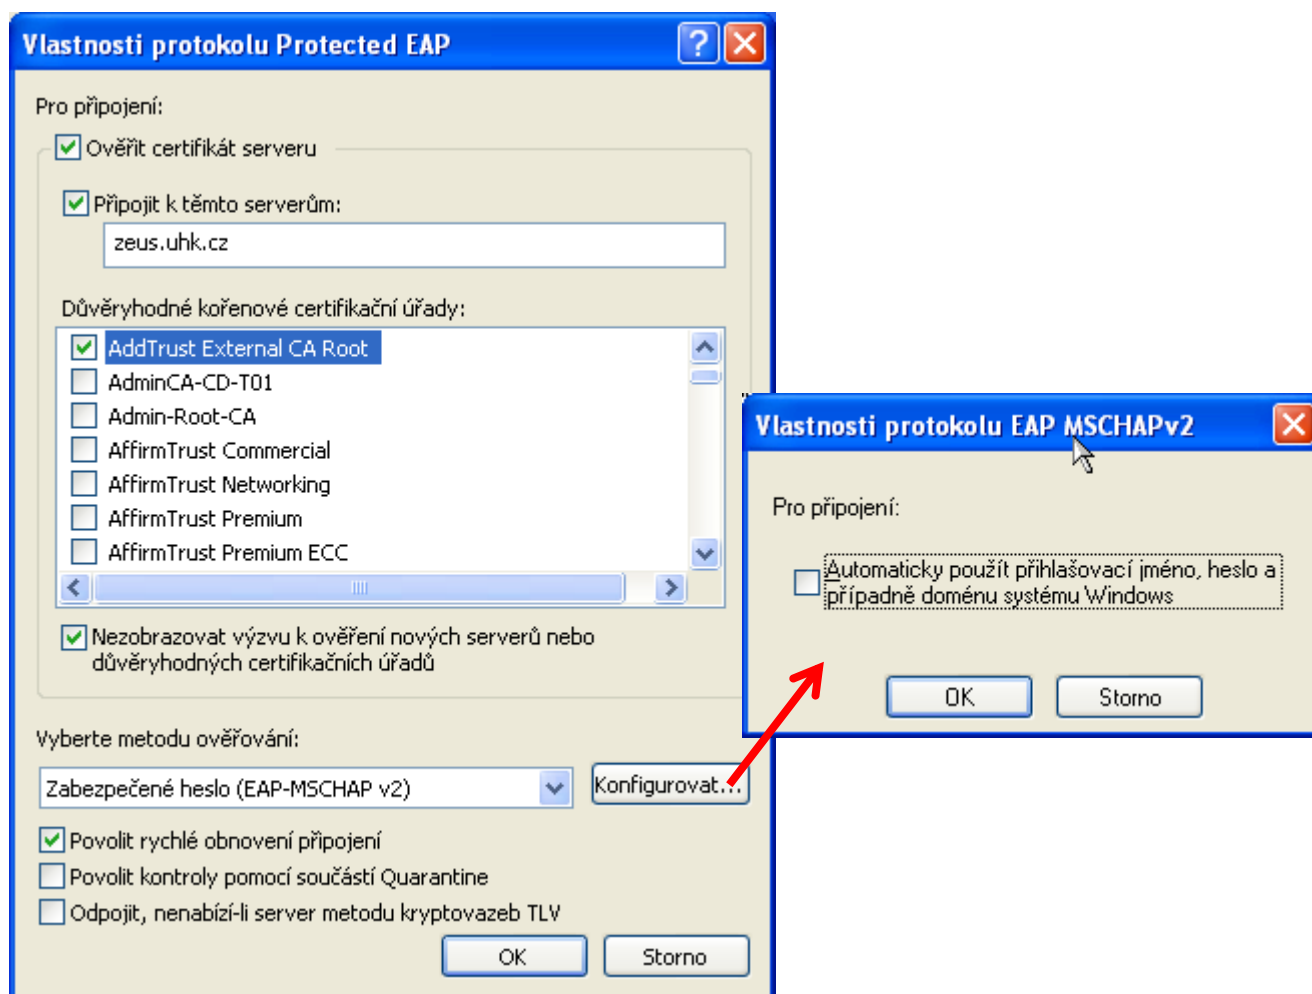 Vlastnosti protokolu Protected EAP
Pro připojení:
Ověřit certifikát serveru
Připojit k těmto serverům:
zeus.uhk.cz
Důvěryhodné kořenové certifikační úřady:
AddTrust External CA Root
AdminCA-CD-T01
Admin-Root-CA
AffirmTrust Commercial
AffirmTrust Networking
AffirmTrust Premium
AffirmTrust Premium ECC
Nezobrazovat výzvu k ověření nových serverů nebo
důvěryhodných certifikačních úřadů
Vyberte metodu ověřování:
Zabezpečené heslo (EAP-MSCHAP v2)
Konfigurovat...
Povolit rychlé obnovení připojení
Povolit kontroly pomocí součástí Quarantine
Odpojit, nenabízí-li server metodu kryptovazeb TLV
OK
Storno
Vlastnosti protokolu EAP MSCHAPv2
Pro připojení:
Automaticky použít přihlašovací jméno, heslo a
případně doménu systému Windows
OK
Storno